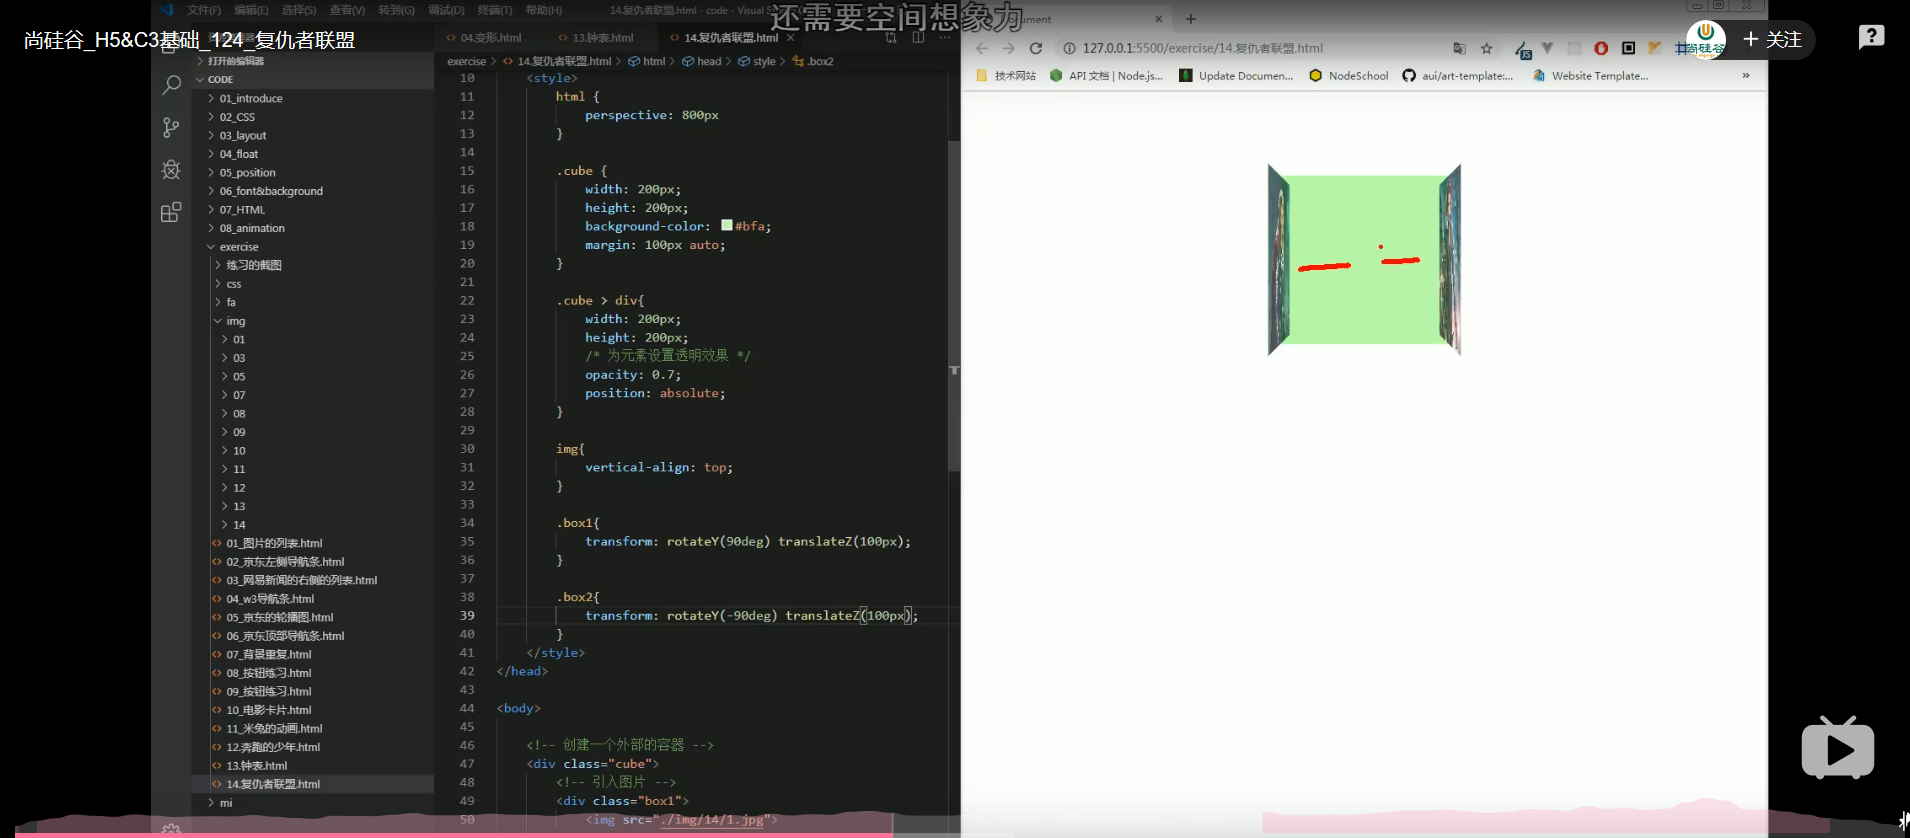 文件(F) 编辑(E) 选择(S) 查看(V) 转到(G) 调试(D) 终端(T) 帮助(H) 14.复仇者联盟.html - code - Visual S
还需要空间想象力
尚硅谷_H5&C3基础_124_复仇者联盟
04.变形.html 13.钟表.html 14.复仇者联盟.html
exercise > 14.复仇者联盟.html > html > head > style > .box2
打开的编辑器
CODE
01_introduce
02_CSS
03_layout
04_float
05_position
06_font&background
07_HTML
08_animation
exercise
练习的截图
css
fa
img
01
03
05
07
08
09
10
11
12
13
14
01_图片的列表.html
02_京东左侧导航条.html
03_网易新闻的右侧的列表.html
04_w3导航条.html
05_京东的轮播图.html
06_京东顶部导航条.html
07_背景重复.html
08_按钮练习.html
09_按钮练习.html
10_电影卡片.html
11_米兔的动画.html
12.奔跑的少年.html
13.钟表.html
14.复仇者联盟.html
mi
10 <style>
11 html {
12 perspective: 800px
13 }
14
15 .cube {
16 width: 200px;
17 height: 200px;
18 background-color: #bfa;
19 margin: 100px auto;
20 }
21
22 .cube > div{
23 width: 200px;
24 height: 200px;
25 /* 为元素设置透明效果 */
26 opacity: 0.7;
27 position: absolute;
28 }
29
30 img{
31 vertical-align: top;
32 }
33
34 .box1{
35 transform: rotateY(90deg) translateZ(100px);
36 }
37
38 .box2{
39 transform: rotateY(-90deg) translateZ(100px);
40 }
41 </style>
42 </head>
43
44 <body>
45
46 <!-- 创建一个外部的容器 -->
47 <div class="cube">
48 <!-- 引入图片 -->
49 <div class="box1">
50 <img src="./img/14/1.jpg">
127.0.0.1:5500/exercise/14.复仇者联盟.html
技术网站 API 文档 | Node.js... Update Documen... NodeSchool aui/art-template:... Website Template...
尚硅谷
+ 关注